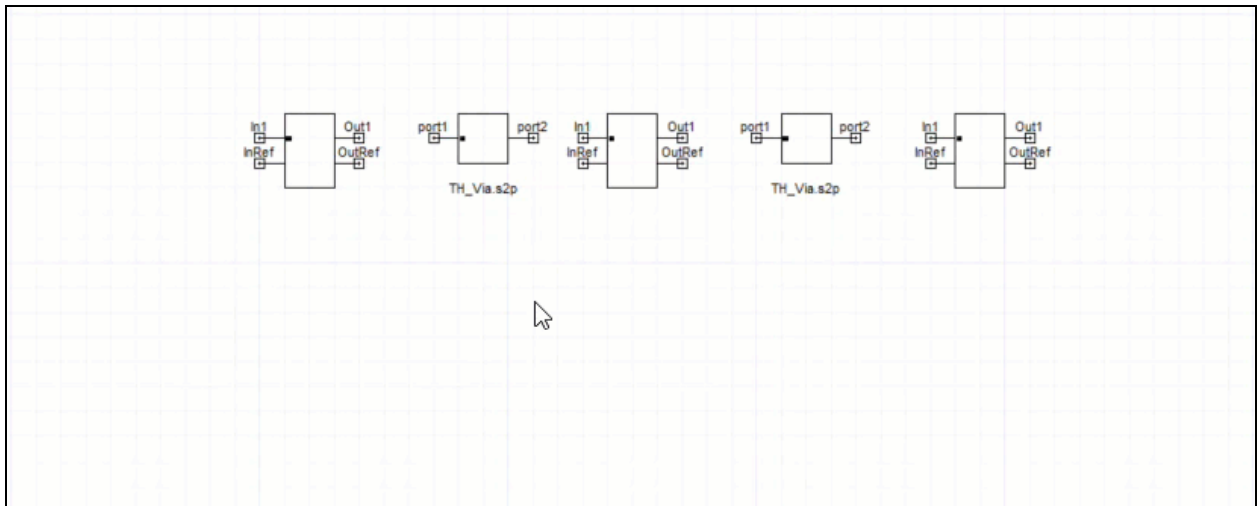 In1 Out1 port1 port2 In1 Out1 port1 port2 In1 Out1
InRef OutRef InRef OutRef InRef OutRef
TH_Via.s2p TH_Via.s2p